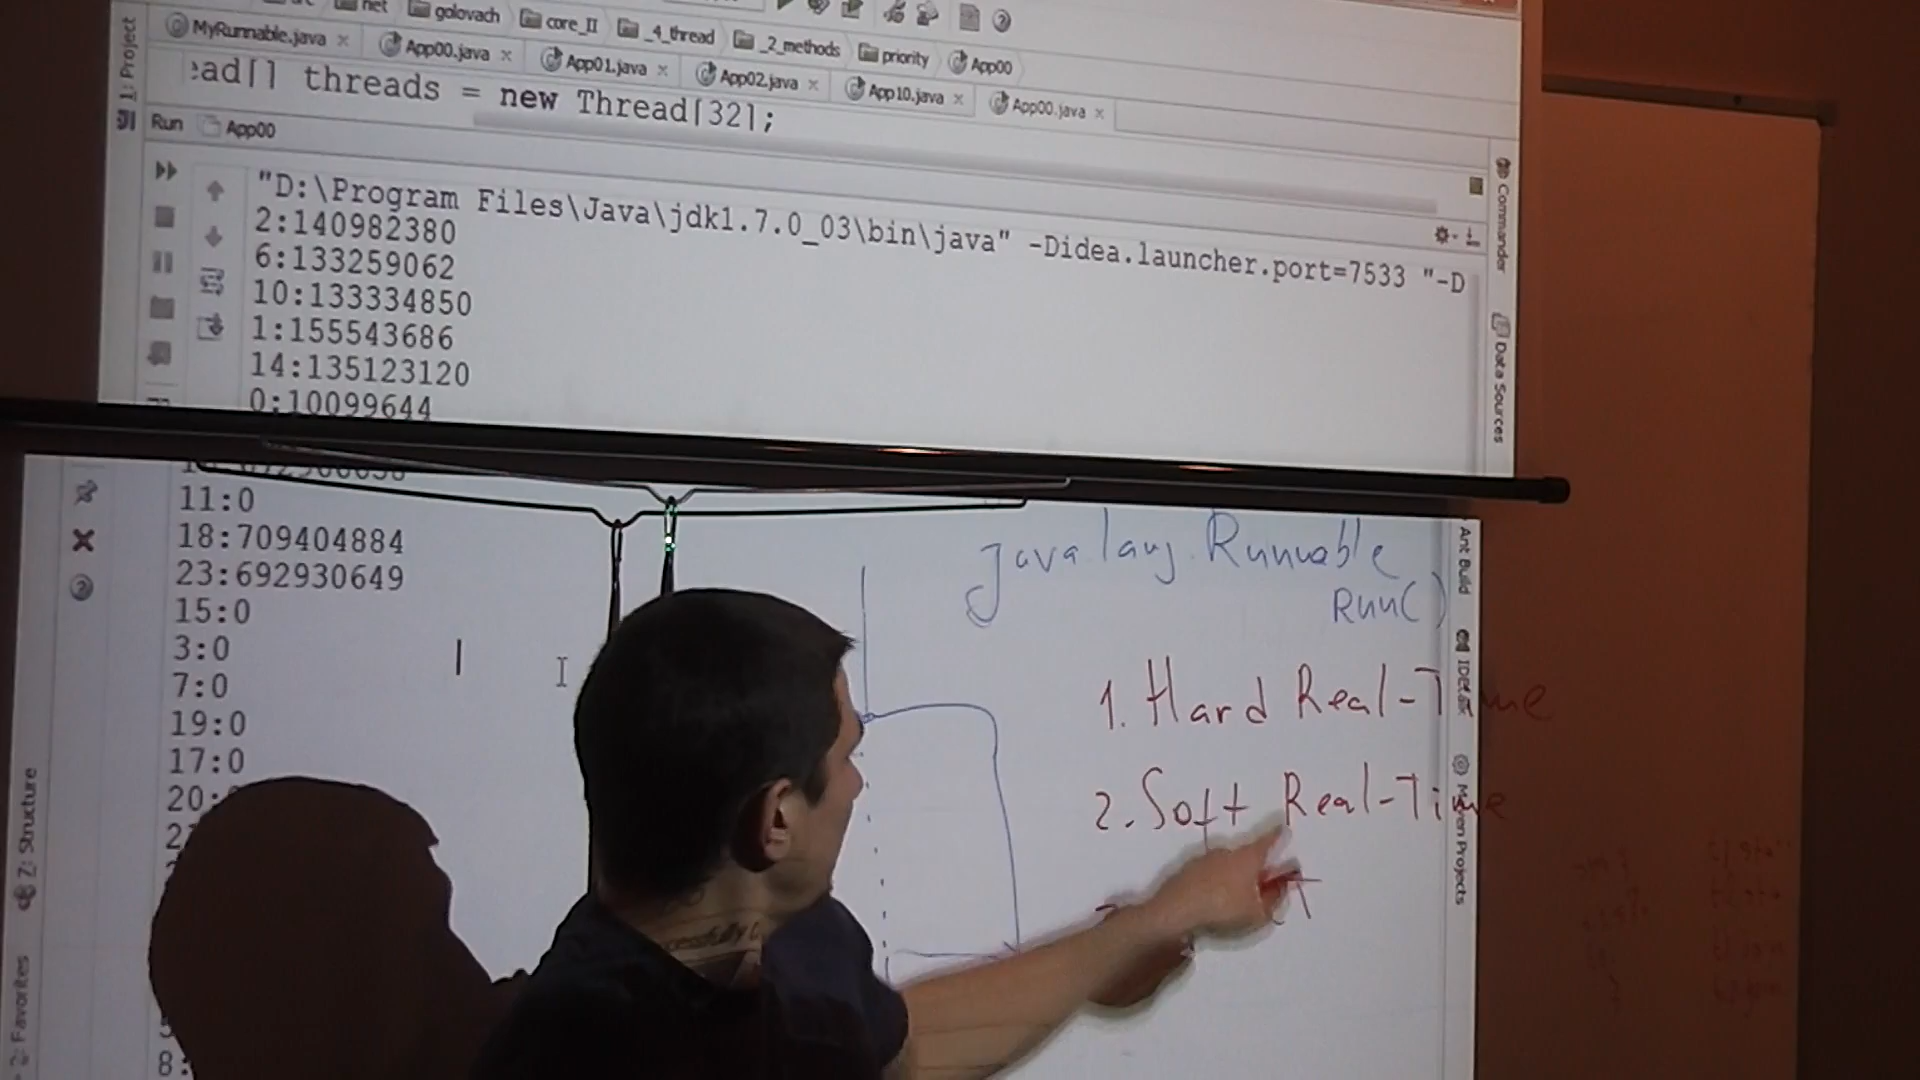 net golovach core_II _4_thread _2_methods priority App00
MyRunnable.java App00.java App01.java App02.java App10.java App00.java
ead[] threads = new Thread[32];
1: Project
Run App00
"D:\Program Files\Java\jdk1.7.0_03\bin\java" -Didea.launcher.port=7533 "-D
2:140982380
6:133259062
10:133334850
1:155543686
14:135123120
0:10099644
Commander
Data Sources
11:0
18:709404884
23:692930649
15:0
3:0
7:0
19:0
17:0
20:
8:
java.lang.Runnable
Run()
1. Hard Real-Time
2. Soft Real-Time
Ant Build
Maven Projects
Z: Structure
2: Favorites